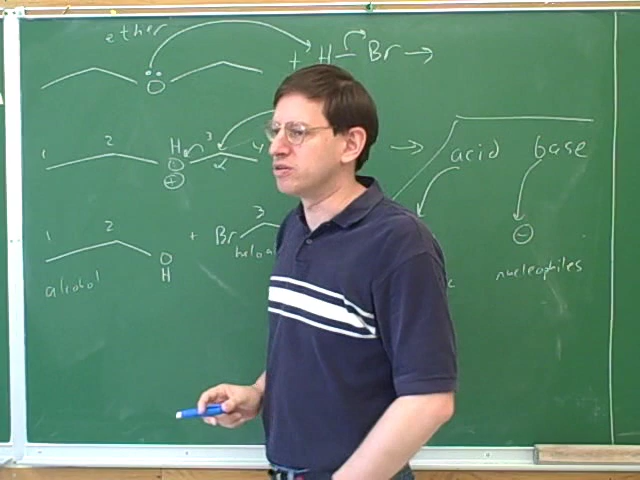 ether
O + H—Br →
1 2 H 3 4
O α →
⊕
acid base
⊖
1 2 O + Br 3
H
alcohol nucleophiles